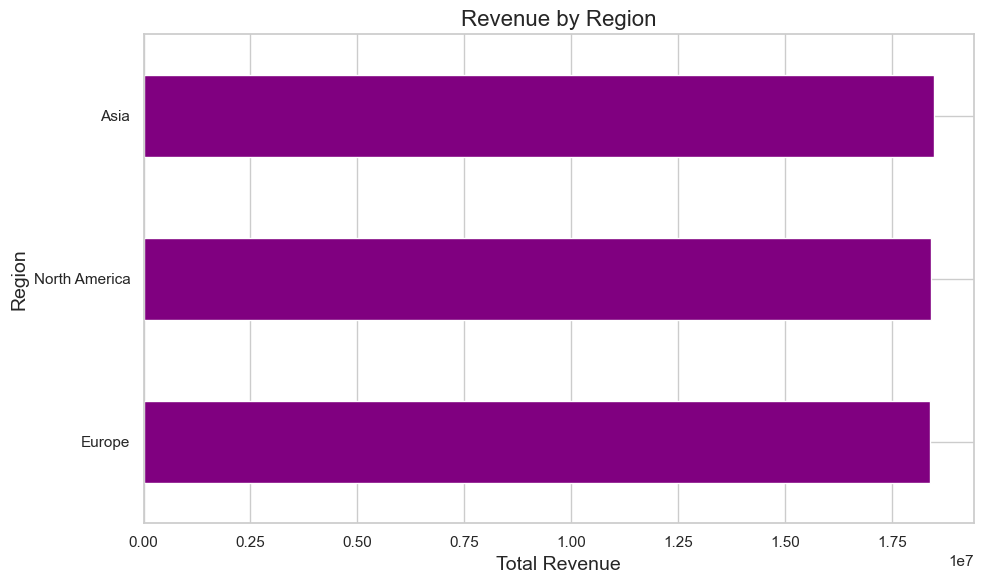 Revenue by Region
Asia
North America
Europe
Region
0.00 0.25 0.50 0.75 1.00 1.25 1.50 1.75
1e7
Total Revenue